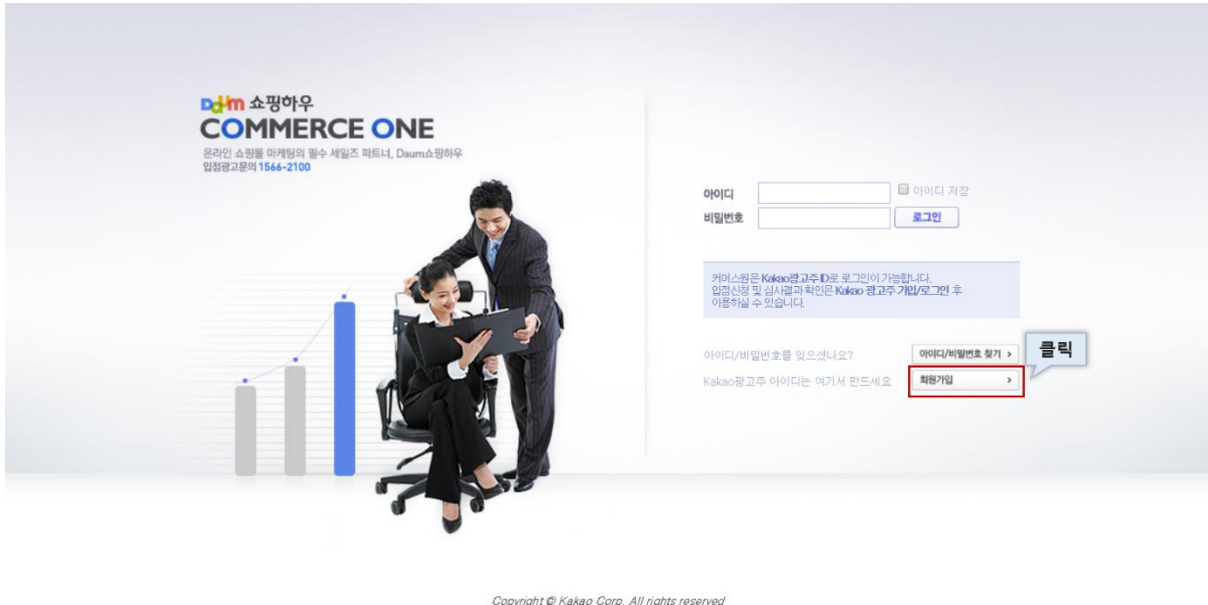 Daum 쇼핑하우
COMMERCE ONE
온라인 쇼핑몰 마케팅의 필수 세일즈 파트너, Daum쇼핑하우
입점광고문의 1566-2100
아이디
아이디 저장
비밀번호
로그인
커머스원은 Kakao광고주ID로 로그인이 가능합니다.
입점신청 및 심사결과 확인은 Kakao 광고주 가입/로그인 후
이용하실 수 있습니다.
아이디/비밀번호를 잊으셨나요?
아이디/비밀번호 찾기 >
클릭
Kakao광고주 아이디는 여기서 만드세요
회원가입 >
Copyright © Kakao Corp. All rights reserved